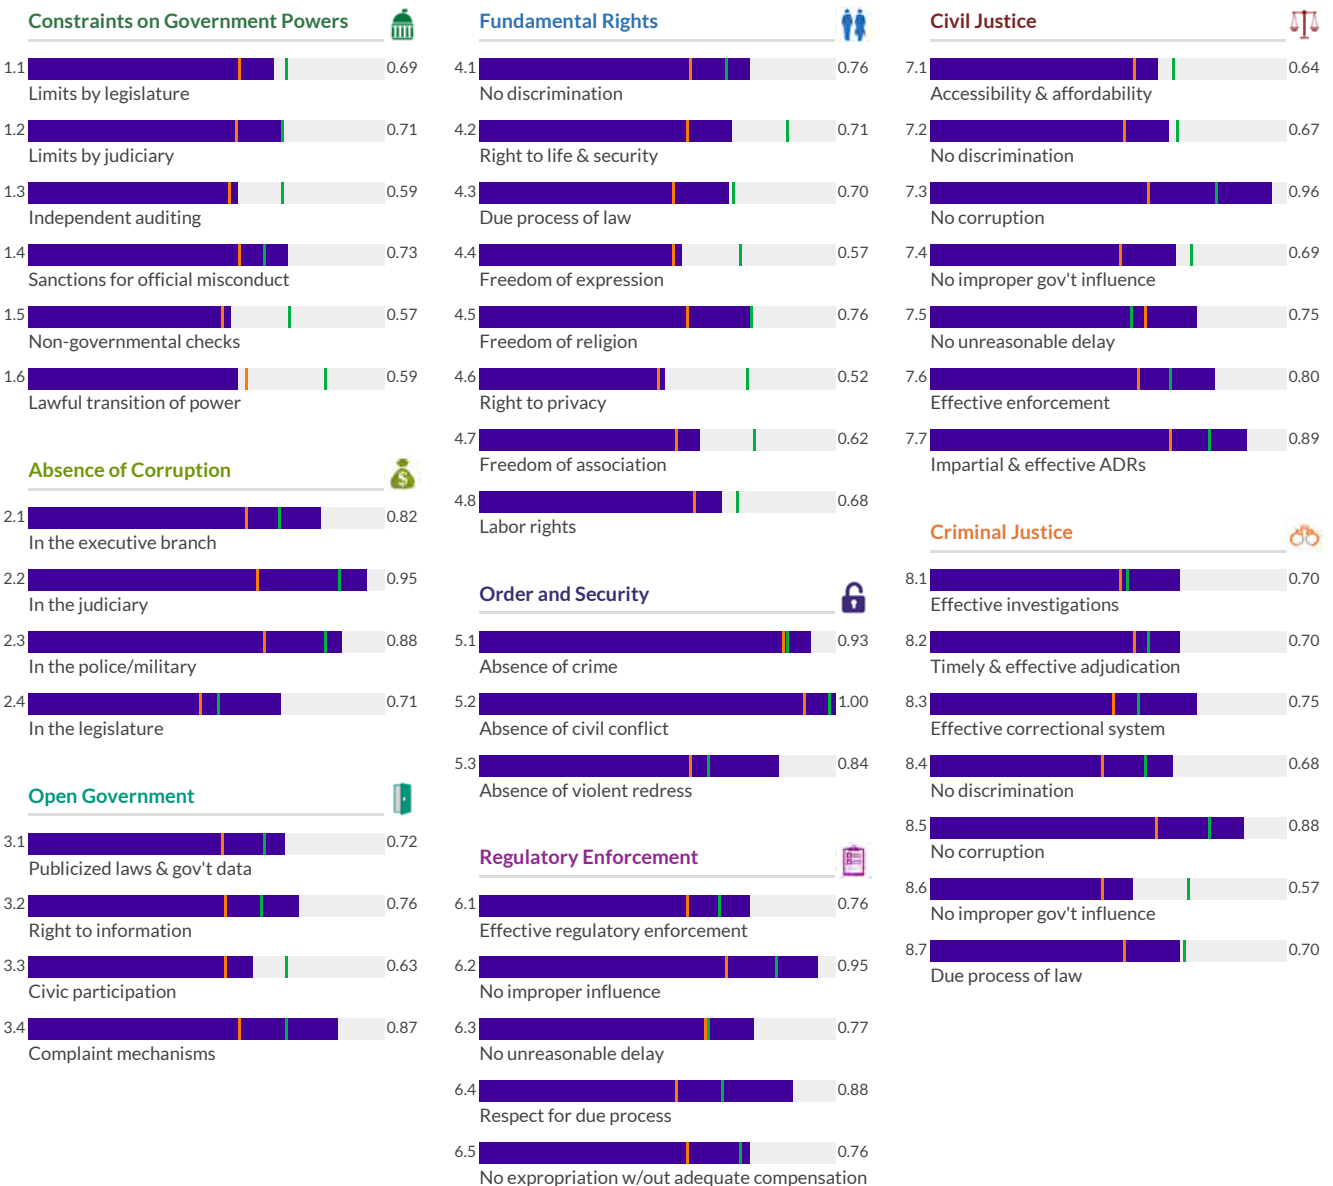 Constraints on Government Powers
1.1 0.69
Limits by legislature
1.2 0.71
Limits by judiciary
1.3 0.59
Independent auditing
1.4 0.73
Sanctions for official misconduct
1.5 0.57
Non-governmental checks
1.6 0.59
Lawful transition of power
Absence of Corruption
$
2.1 0.82
In the executive branch
2.2 0.95
In the judiciary
2.3 0.88
In the police/military
2.4 0.71
In the legislature
Open Government
3.1 0.72
Publicized laws & gov't data
3.2 0.76
Right to information
3.3 0.63
Civic participation
3.4 0.87
Complaint mechanisms
Fundamental Rights
4.1 0.76
No discrimination
4.2 0.71
Right to life & security
4.3 0.70
Due process of law
4.4 0.57
Freedom of expression
4.5 0.76
Freedom of religion
4.6 0.52
Right to privacy
4.7 0.62
Freedom of association
4.8 0.68
Labor rights
Order and Security
5.1 0.93
Absence of crime
5.2 1.00
Absence of civil conflict
5.3 0.84
Absence of violent redress
Regulatory Enforcement
6.1 0.76
Effective regulatory enforcement
6.2 0.95
No improper influence
6.3 0.77
No unreasonable delay
6.4 0.88
Respect for due process
6.5 0.76
No expropriation w/out adequate compensation
Civil Justice
7.1 0.64
Accessibility & affordability
7.2 0.67
No discrimination
7.3 0.96
No corruption
7.4 0.69
No improper gov't influence
7.5 0.75
No unreasonable delay
7.6 0.80
Effective enforcement
7.7 0.89
Impartial & effective ADRs
Criminal Justice
8.1 0.70
Effective investigations
8.2 0.70
Timely & effective adjudication
8.3 0.75
Effective correctional system
8.4 0.68
No discrimination
8.5 0.88
No corruption
8.6 0.57
No improper gov't influence
8.7 0.70
Due process of law